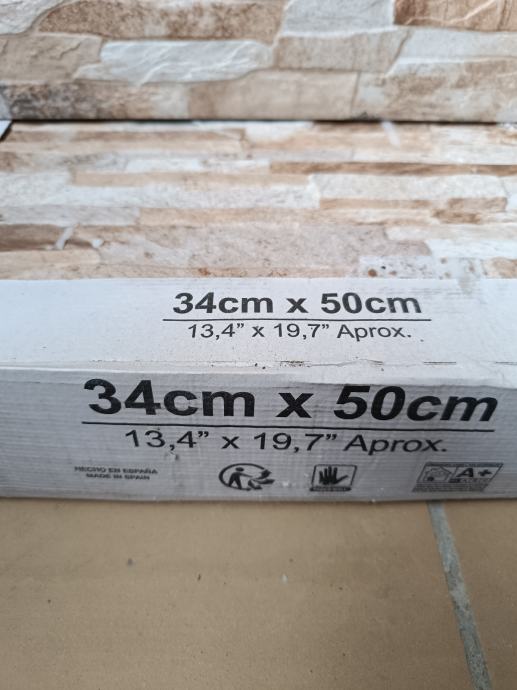 34cm x 50cm
13,4” x 19,7” Aprox.
34cm x 50cm
13,4” x 19,7” Aprox.
HECHO EN ESPAÑA
MADE IN SPAIN
A+